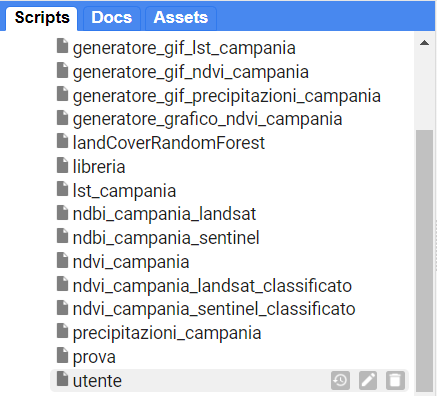 Scripts Docs Assets
generatore_gif_lst_campania
generatore_gif_ndvi_campania
generatore_gif_precipitazioni_campania
generatore_grafico_ndvi_campania
landCoverRandomForest
libreria
lst_campania
ndbi_campania_landsat
ndbi_campania_sentinel
ndvi_campania
ndvi_campania_landsat_classificato
ndvi_campania_sentinel_classificato
precipitazioni_campania
prova
utente